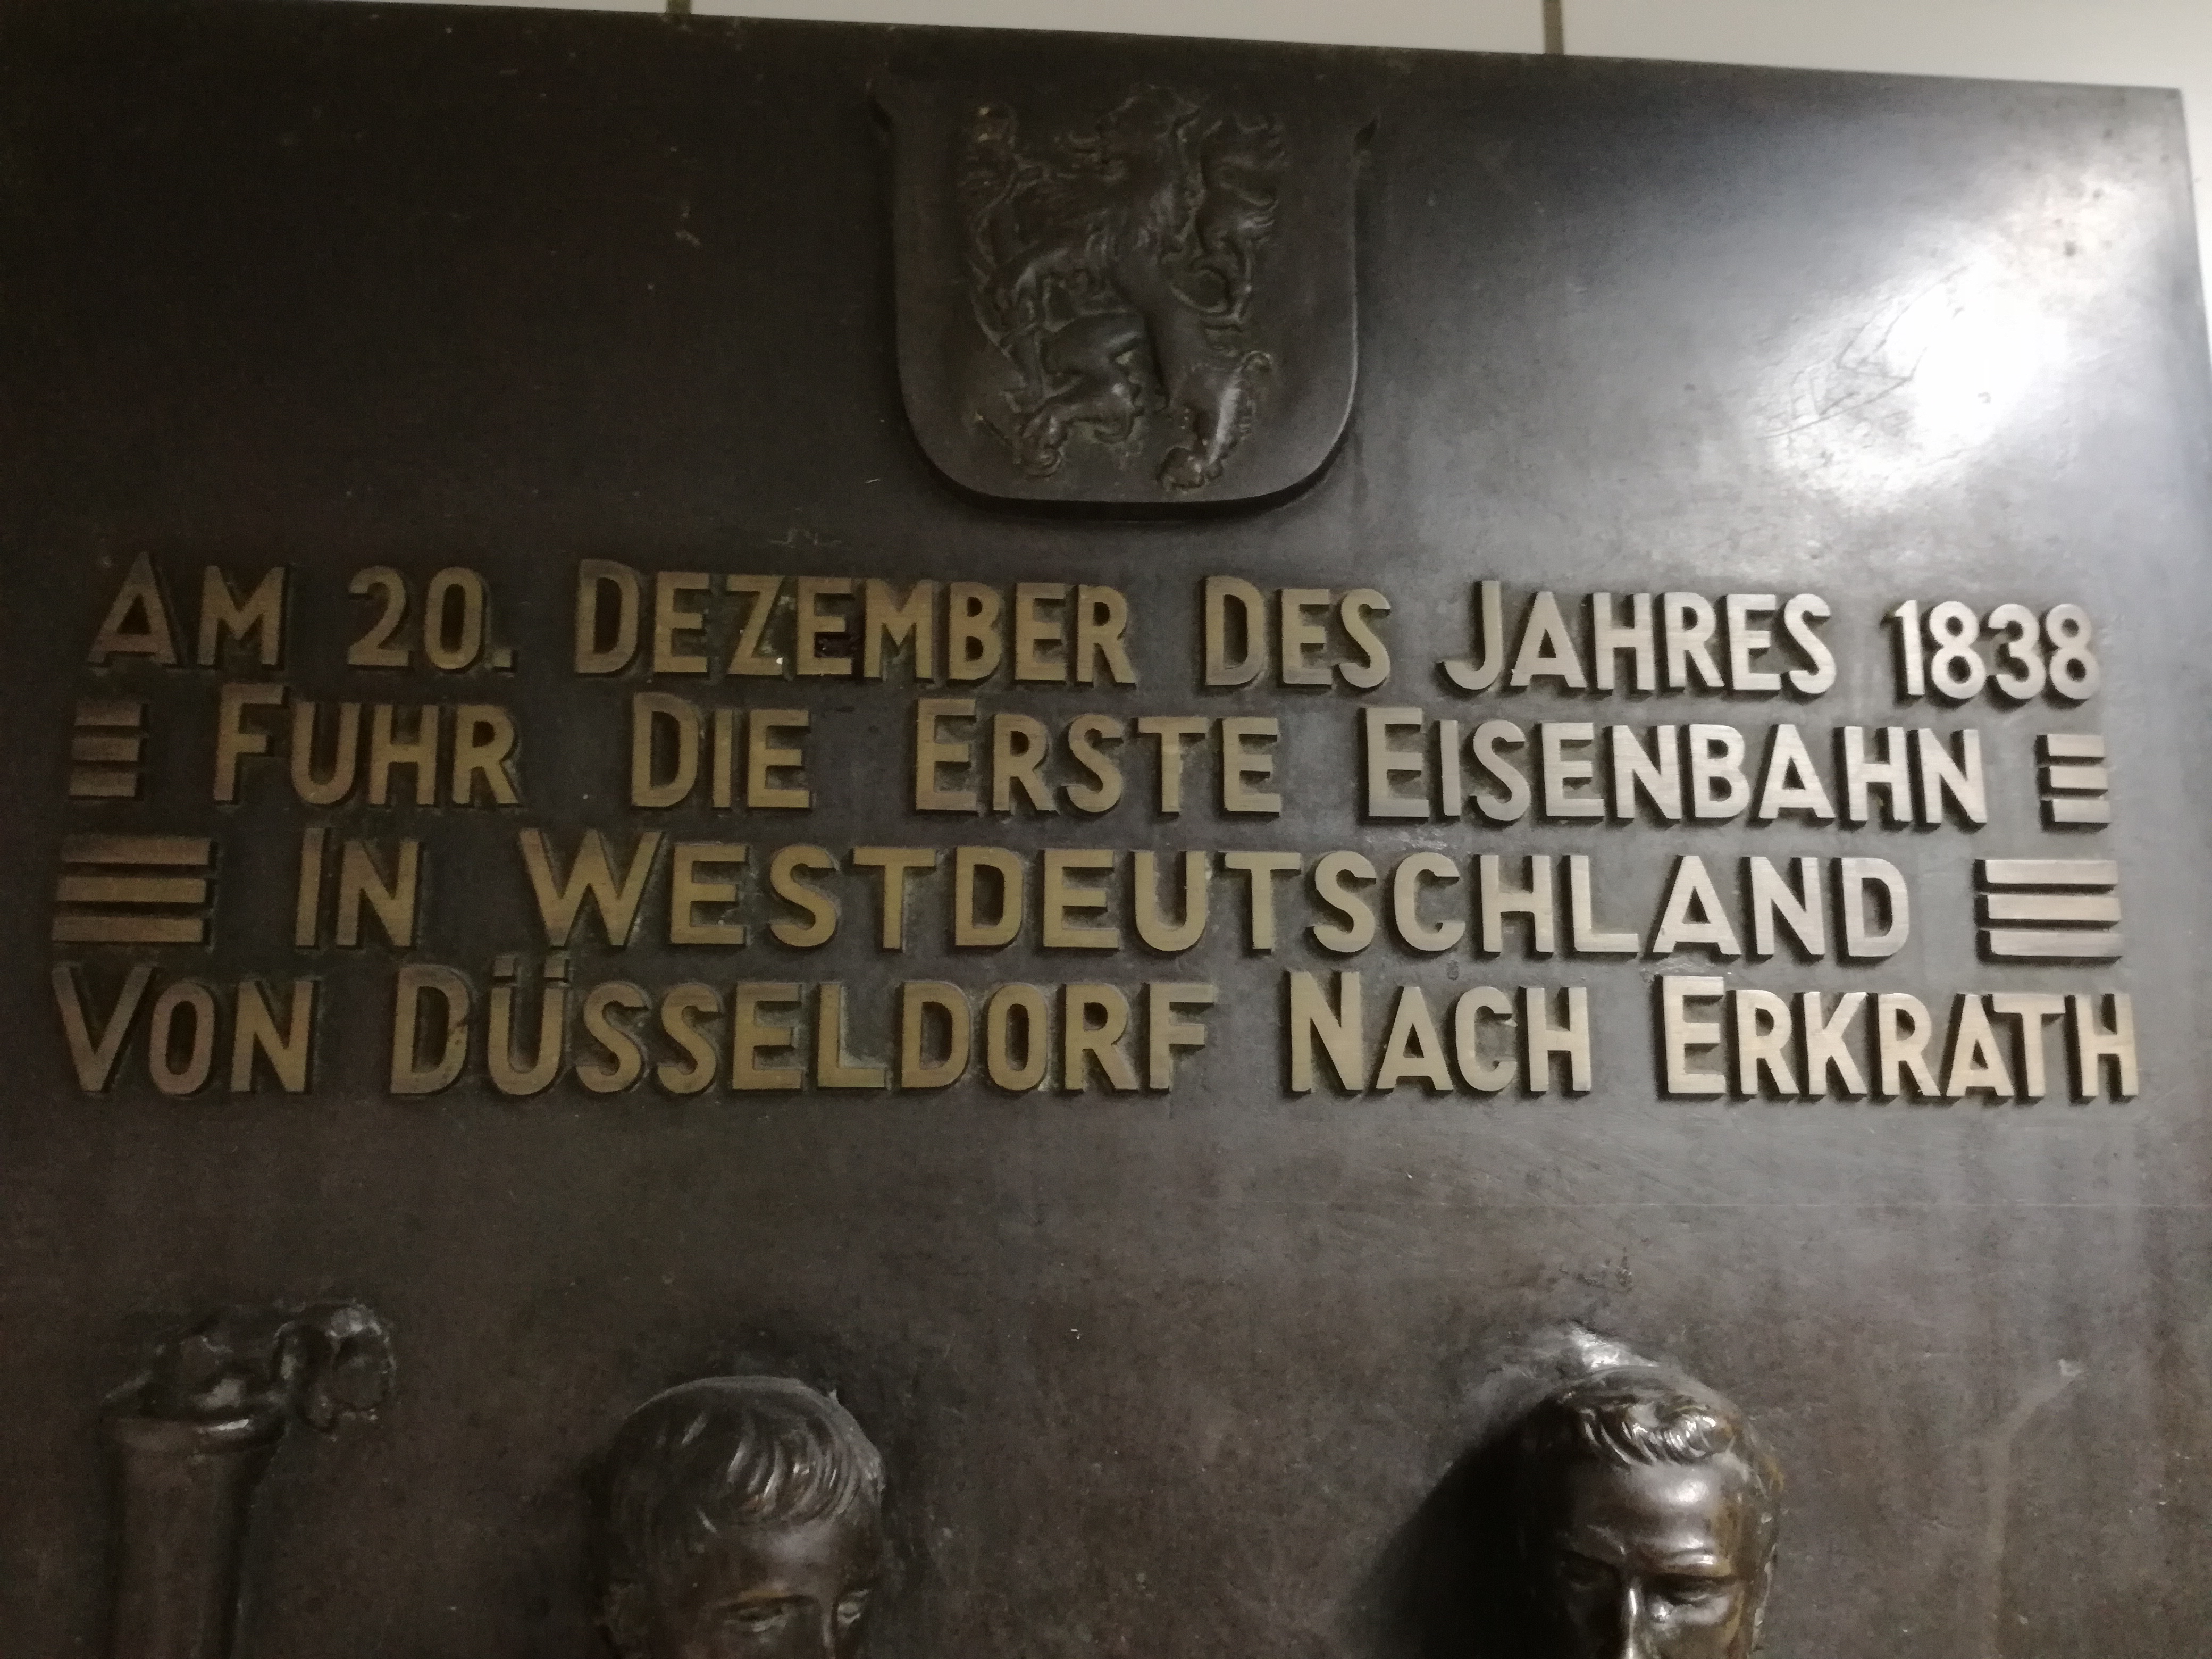 AM 20. DEZEMBER DES JAHRES 1838
FUHR DIE ERSTE EISENBAHN
IN WESTDEUTSCHLAND
VON DÜSSELDORF NACH ERKRATH